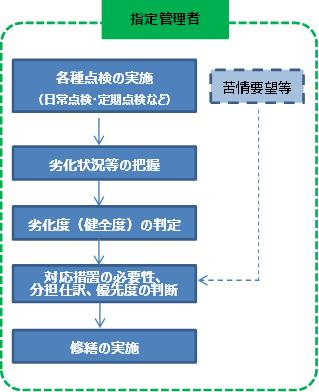 指定管理者
各種点検の実施
（日常点検・定期点検など）
苦情要望等
劣化状況等の把握
劣化度（健全度）の判定
対応措置の必要性、
分担仕訳、優先度の判断
修繕の実施